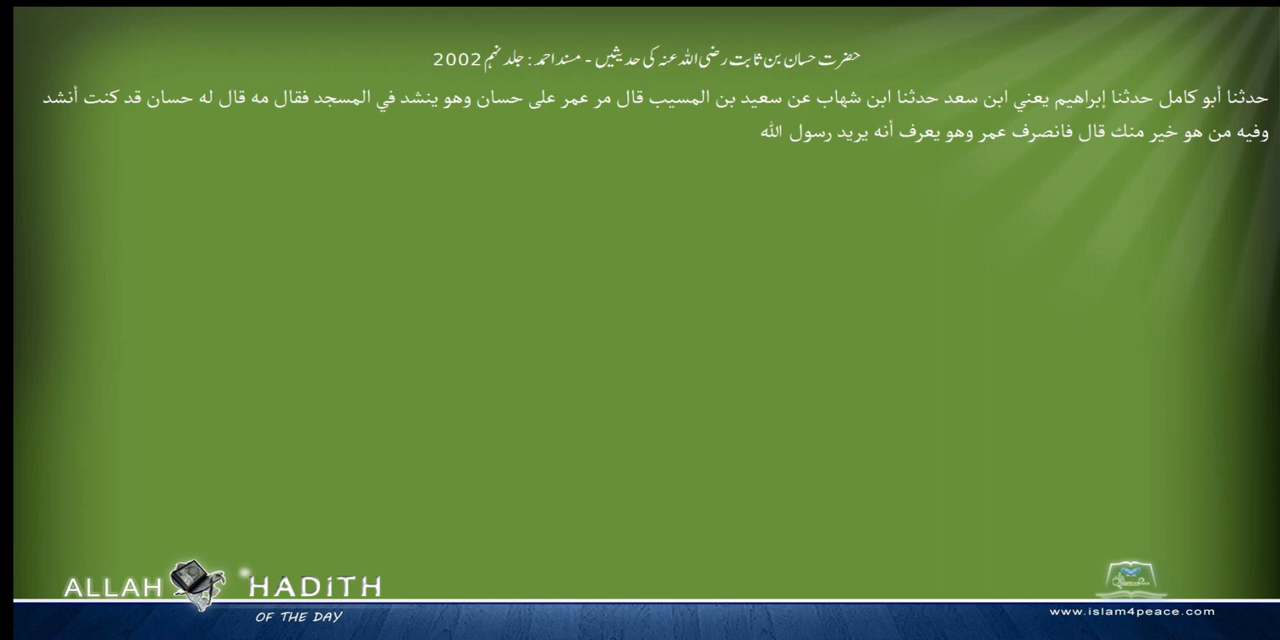 حضرت حسان بن ثابت رضی اللہ عنہ کی حدیثیں - مسند احمد : جلد نہم 2002
حدثنا أبو كامل حدثنا إبراهيم يعني ابن سعد حدثنا ابن شهاب عن سعيد بن المسيب قال مر عمر على حسان وهو ينشد في المسجد فقال مه قال له حسان قد كنت أنشد
وفيه من هو خير منك قال فانصرف عمر وهو يعرف أنه يريد رسول الله
ALLAH HADITH
OF THE DAY
www.islam4peace.com